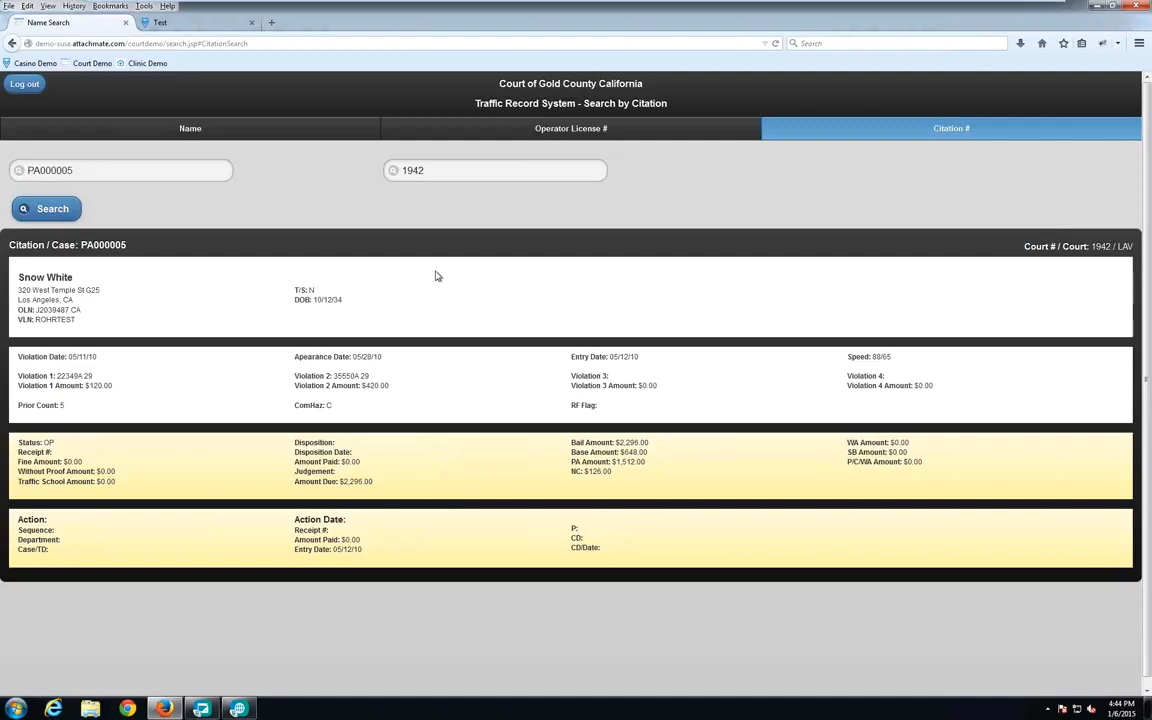 File Edit View History Bookmarks Tools Help
Name Search Test
demo-suse.attachmate.com/courtdemo/search.jsp#CitationSearch Search
Casino Demo Court Demo Clinic Demo
Log out
Court of Gold County California
Traffic Record System - Search by Citation
Name Operator License # Citation #
PA000005 1942
Search
Citation / Case: PA000005 Court # / Court: 1942 / LAV
Snow White
320 West Temple St G25 T/S: N
Los Angeles, CA DOB: 10/12/34
OLN: J2039487 CA
VLN: ROHRTEST
Violation Date: 05/11/10 Apearance Date: 05/28/10 Entry Date: 05/12/10 Speed: 88/65
Violation 1: 22349A 29 Violation 2: 35550A 29 Violation 3: Violation 4:
Violation 1 Amount: $120.00 Violation 2 Amount: $420.00 Violation 3 Amount: $0.00 Violation 4 Amount: $0.00
Prior Count: 5 ComHaz: C RF Flag:
Status: OP Disposition: Bail Amount: $2,296.00 WA Amount: $0.00
Receipt #: Disposition Date: Base Amount: $648.00 SB Amount: $0.00
Fine Amount: $0.00 Amount Paid: $0.00 PA Amount: $1,512.00 P/C/WA Amount: $0.00
Without Proof Amount: $0.00 Judgement: NC: $126.00
Traffic School Amount: $0.00 Amount Due: $2,296.00
Action: Action Date:
Sequence: Receipt #: P:
Department: Amount Paid: $0.00 CD:
Case/TD: Entry Date: 05/12/10 CD/Date:
4:44 PM
1/6/2015